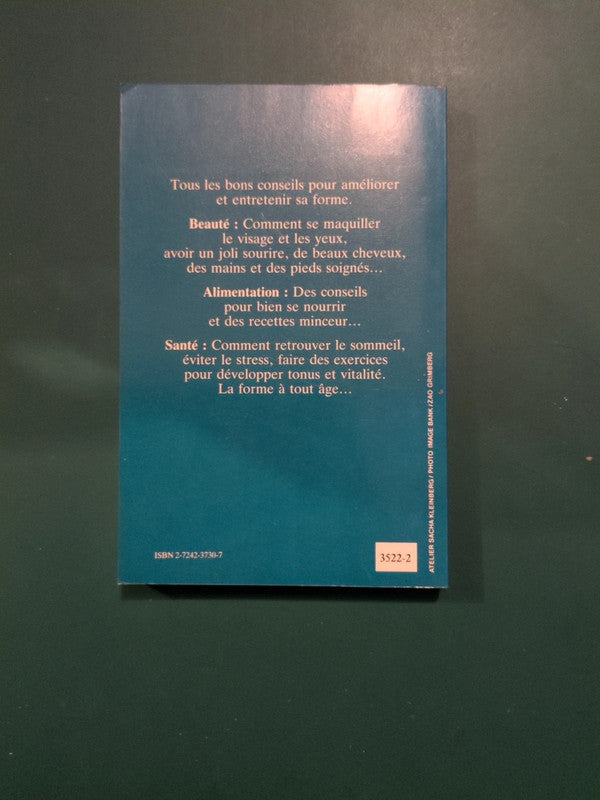 Tous les bons conseils pour améliorer
et entretenir sa forme.
Beauté : Comment se maquiller
le visage et les yeux,
avoir un joli sourire, de beaux cheveux,
des mains et des pieds soignés...
Alimentation : Des conseils
pour bien se nourrir
et des recettes minceur...
Santé : Comment retrouver le sommeil,
éviter le stress, faire des exercices
pour développer tonus et vitalité.
La forme à tout âge...
ISBN 2-7242-3730-7
3522-2
ATELIER SACHA KLEINBERG / PHOTO IMAGE BANK / ZAO GRIMBERG